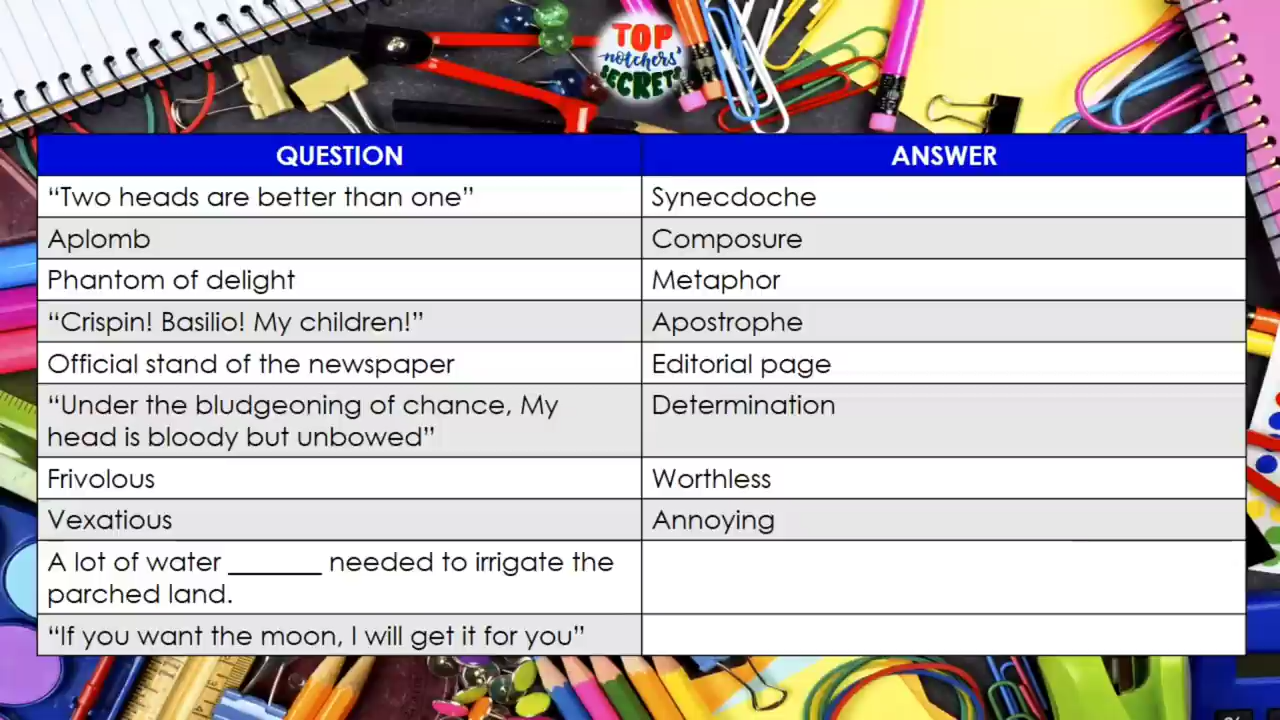 TOP
notchers'
SECRETS
QUESTION
ANSWER
“Two heads are better than one”
Synecdoche
Aplomb
Composure
Phantom of delight
Metaphor
“Crispin! Basilio! My children!”
Apostrophe
Official stand of the newspaper
Editorial page
“Under the bludgeoning of chance, My
head is bloody but unbowed”
Determination
Frivolous
Worthless
Vexatious
Annoying
A lot of water _______ needed to irrigate the
parched land.
“If you want the moon, I will get it for you”